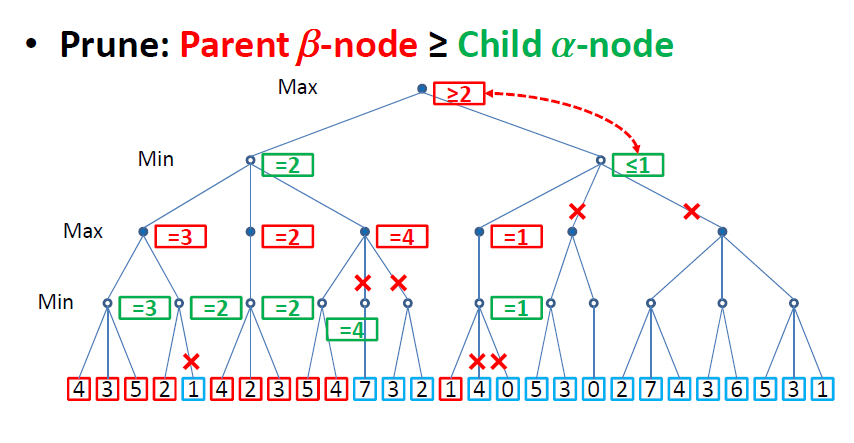 • Prune: Parent β-node ≥ Child α-node
Max
≥2
Min
=2
≤1
Max
=3
=2
=4
=1
Min
=3
=2
=2
=4
=1
4 3 5 2 1 4 2 3 5 4 7 3 2 1 4 0 5 3 0 2 7 4 3 6 5 3 1